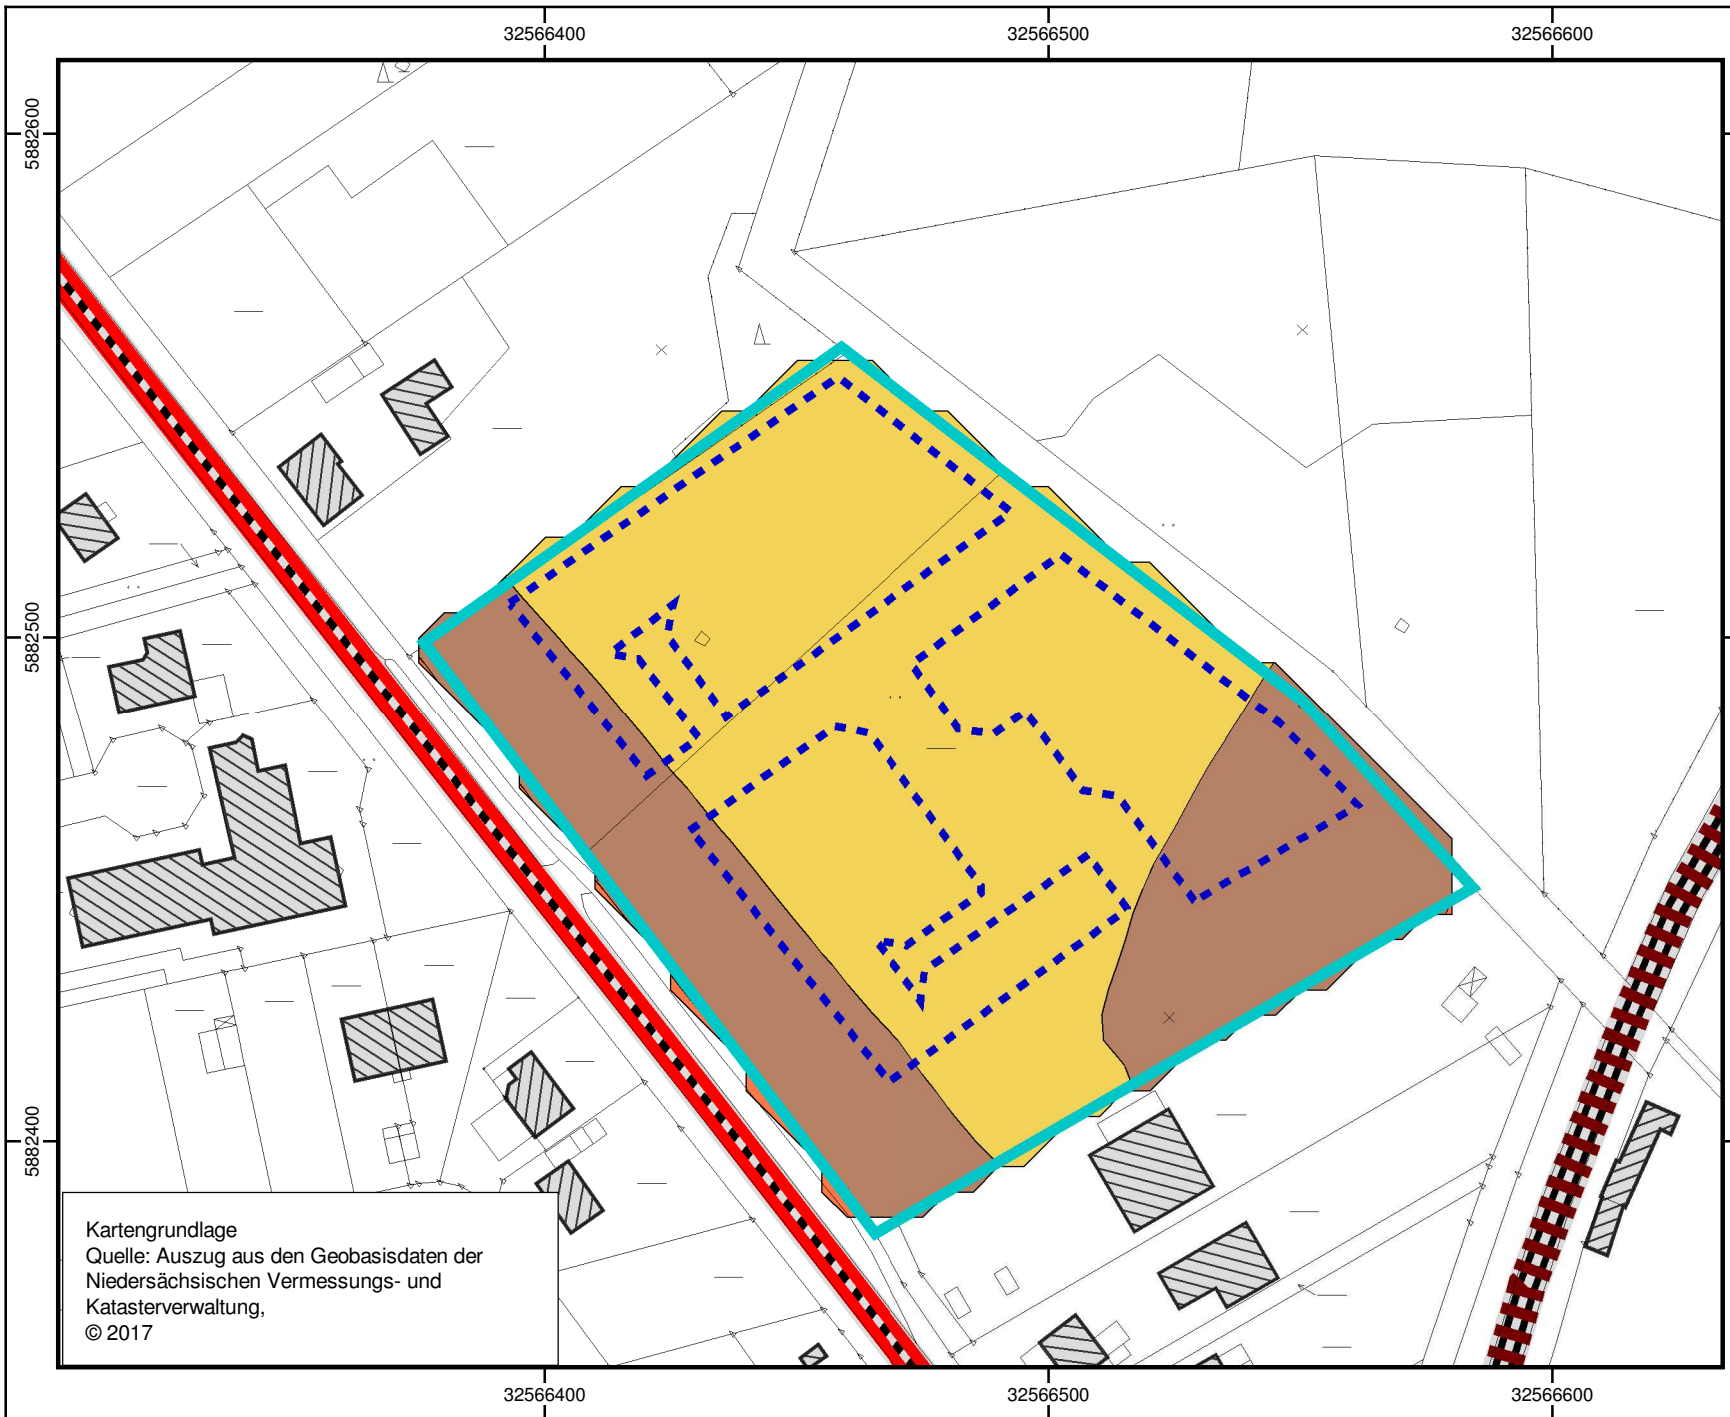 32566400
32566500
32566600
5882600
5882500
5882400
Kartengrundlage
Quelle: Auszug aus den Geobasisdaten der
Niedersächsischen Vermessungs- und
Katasterverwaltung,
© 2017
32566400
32566500
32566600